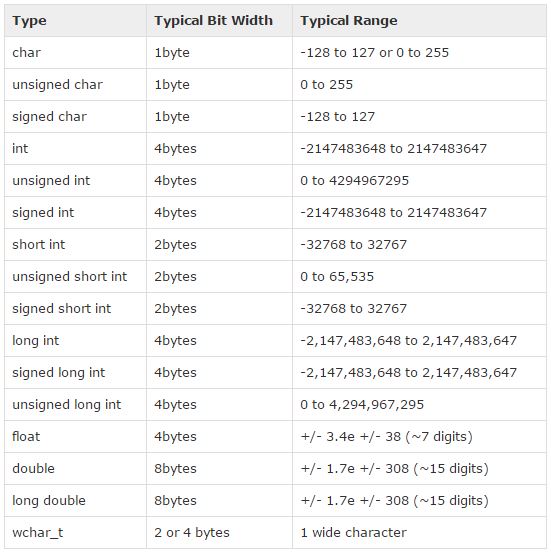 Type Typical Bit Width Typical Range
char 1byte -128 to 127 or 0 to 255
unsigned char 1byte 0 to 255
signed char 1byte -128 to 127
int 4bytes -2147483648 to 2147483647
unsigned int 4bytes 0 to 4294967295
signed int 4bytes -2147483648 to 2147483647
short int 2bytes -32768 to 32767
unsigned short int 2bytes 0 to 65,535
signed short int 2bytes -32768 to 32767
long int 4bytes -2,147,483,648 to 2,147,483,647
signed long int 4bytes -2,147,483,648 to 2,147,483,647
unsigned long int 4bytes 0 to 4,294,967,295
float 4bytes +/- 3.4e +/- 38 (~7 digits)
double 8bytes +/- 1.7e +/- 308 (~15 digits)
long double 8bytes +/- 1.7e +/- 308 (~15 digits)
wchar_t 2 or 4 bytes 1 wide character